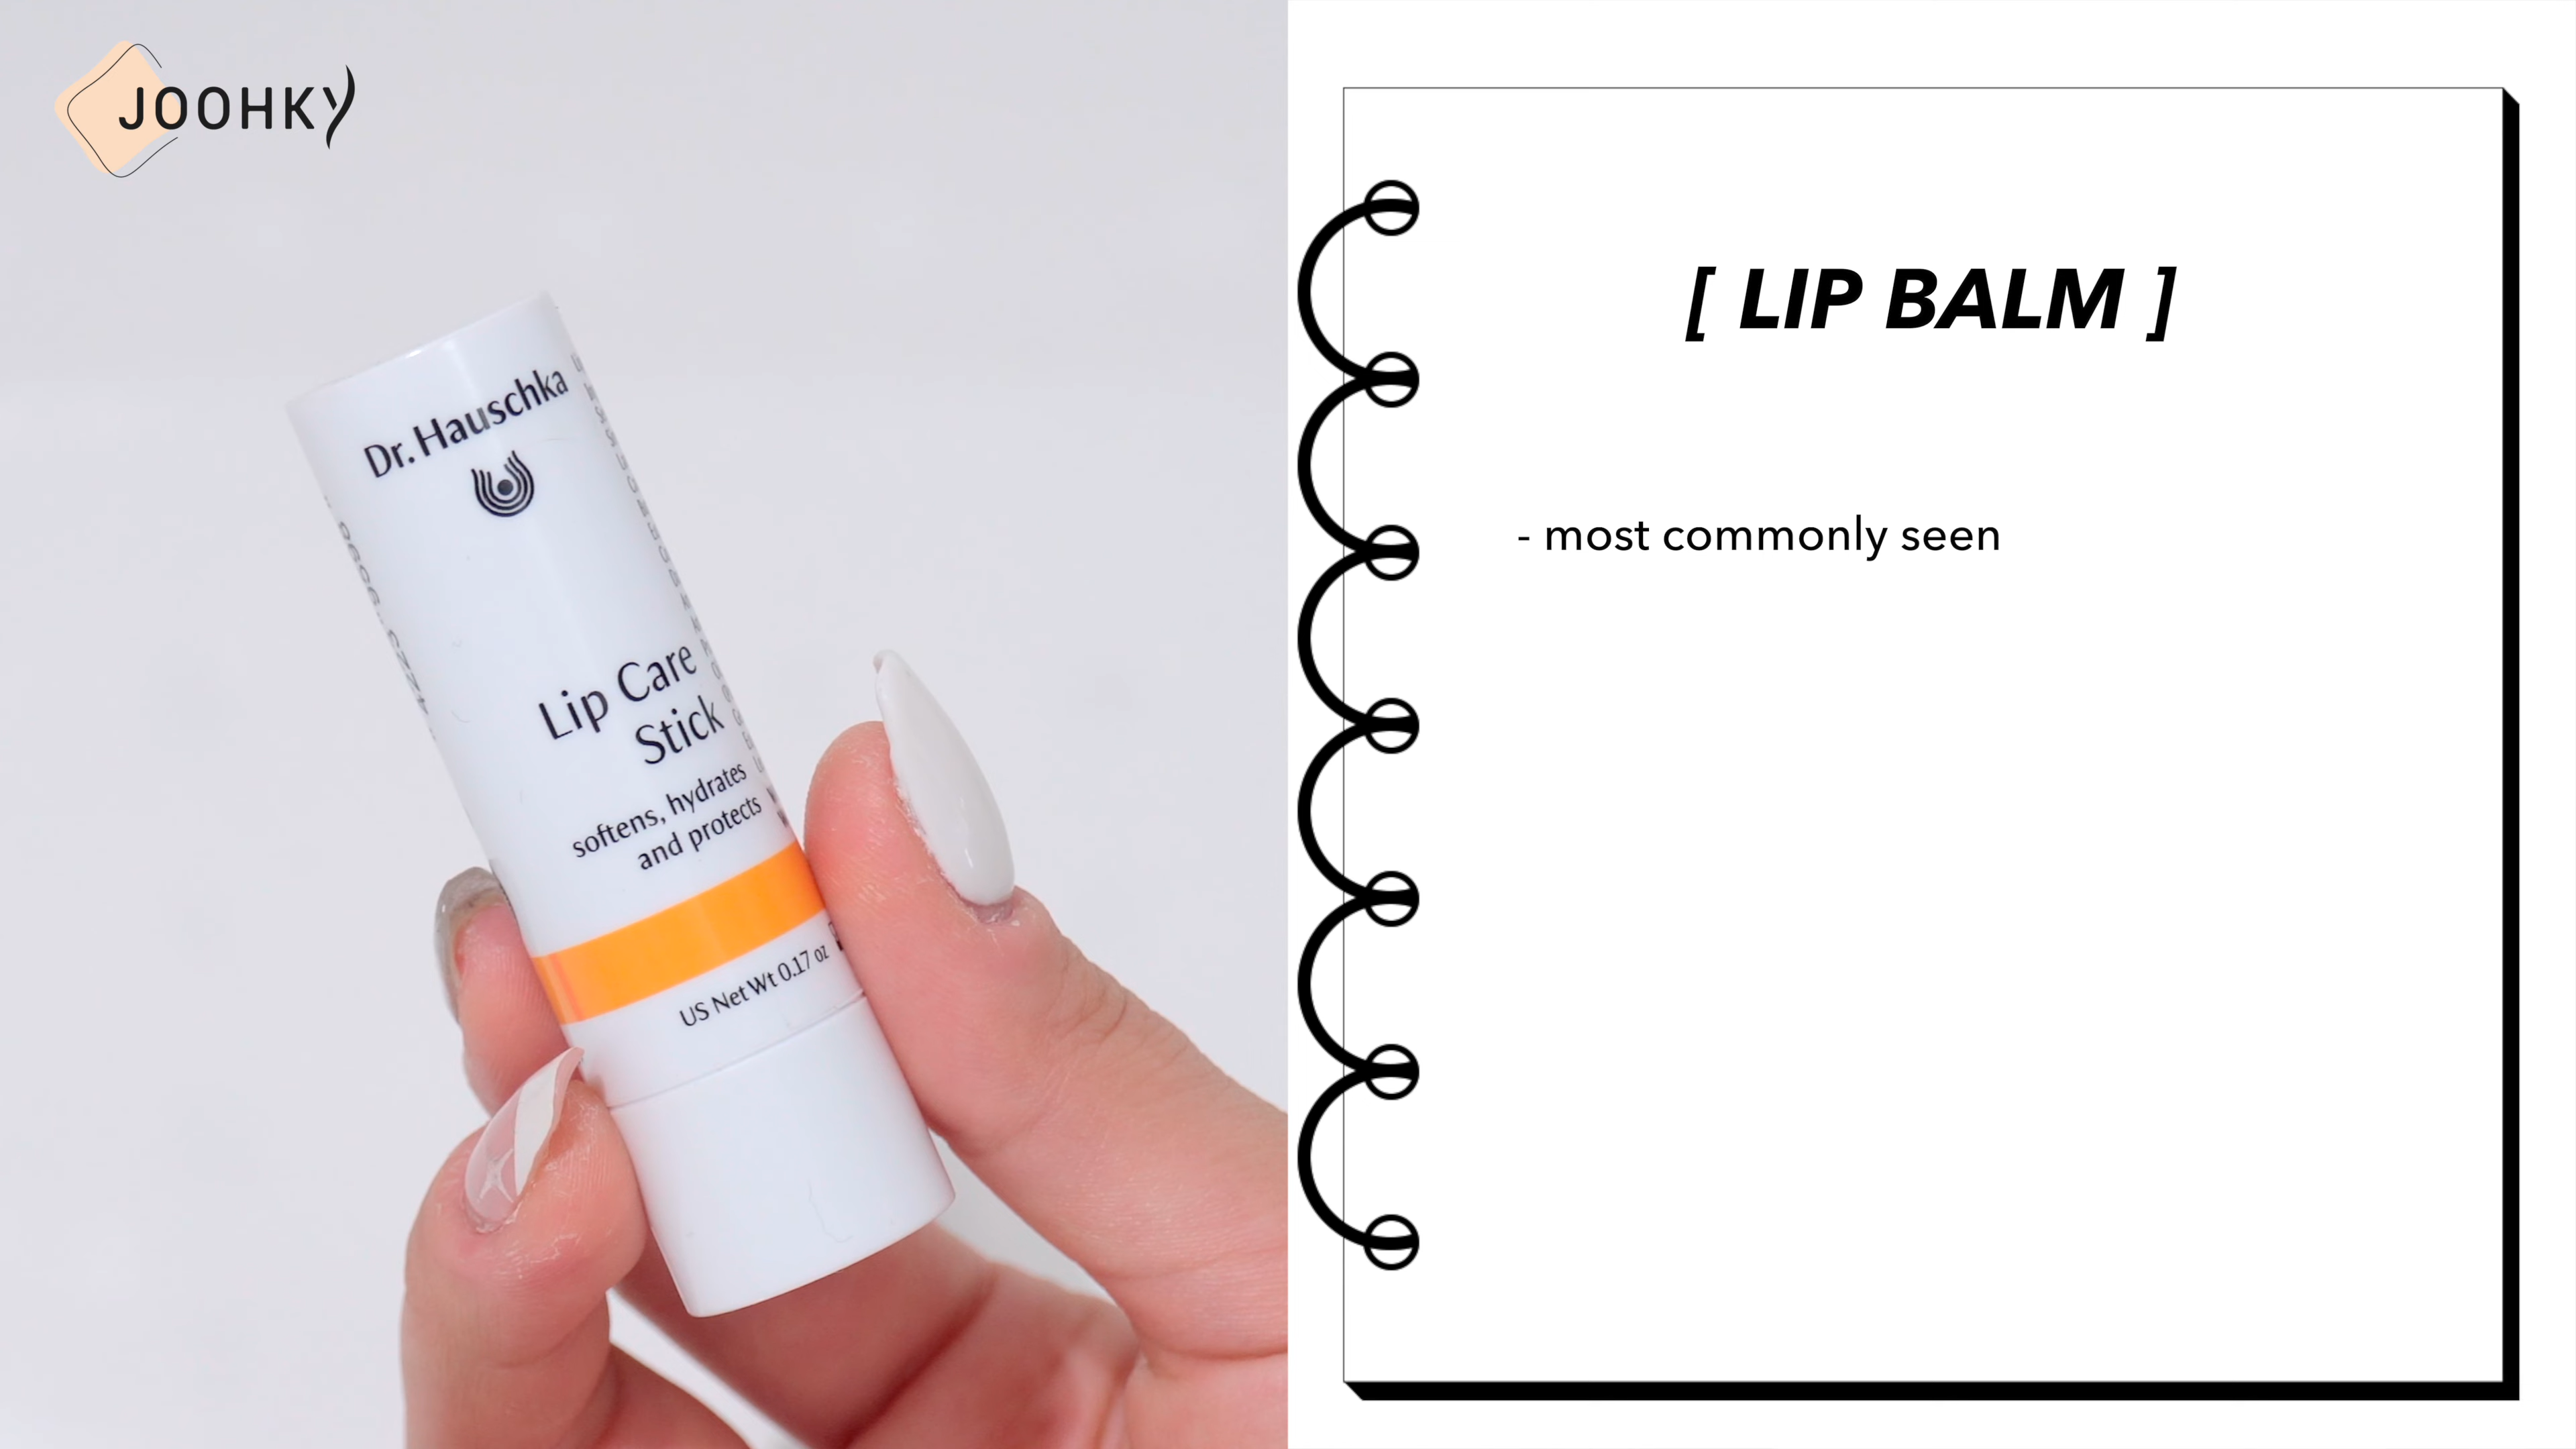 JOOHKY
Dr. Hauschka
Lip Care
Stick
softens, hydrates
and protects
US Net Wt 0.17 oz
[ LIP BALM ]
- most commonly seen